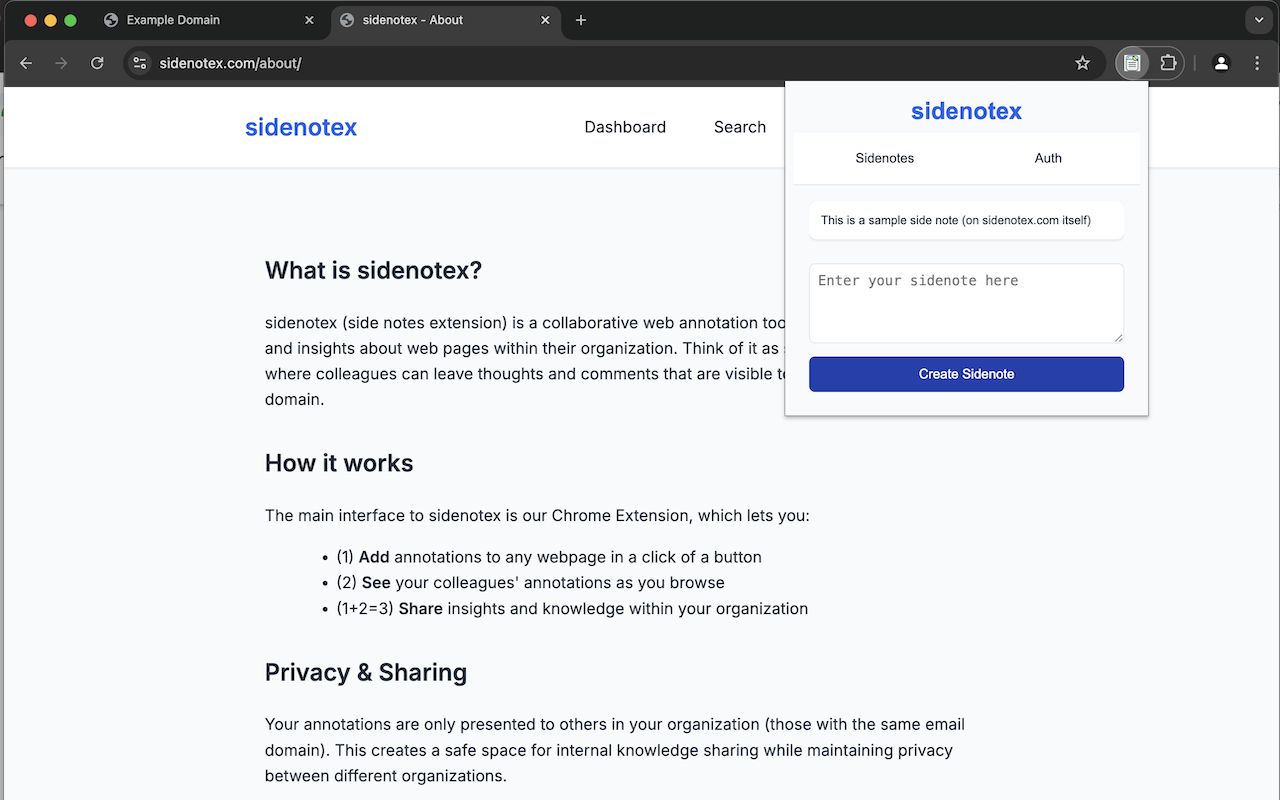 Example Domain
sidenotex - About
sidenotex.com/about/
sidenotex
Dashboard
Search
sidenotex
Sidenotes
Auth
This is a sample side note (on sidenotex.com itself)
Enter your sidenote here
Create Sidenote
What is sidenotex?
sidenotex (side notes extension) is a collaborative web annotation
and insights about web pages within their organization. Think of it as
where colleagues can leave thoughts and comments that are visible
domain.
How it works
The main interface to sidenotex is our Chrome Extension, which lets you:
• (1) Add annotations to any webpage in a click of a button
• (2) See your colleagues' annotations as you browse
• (1+2=3) Share insights and knowledge within your organization
Privacy & Sharing
Your annotations are only presented to others in your organization (those with the same email
domain). This creates a safe space for internal knowledge sharing while maintaining privacy
between different organizations.